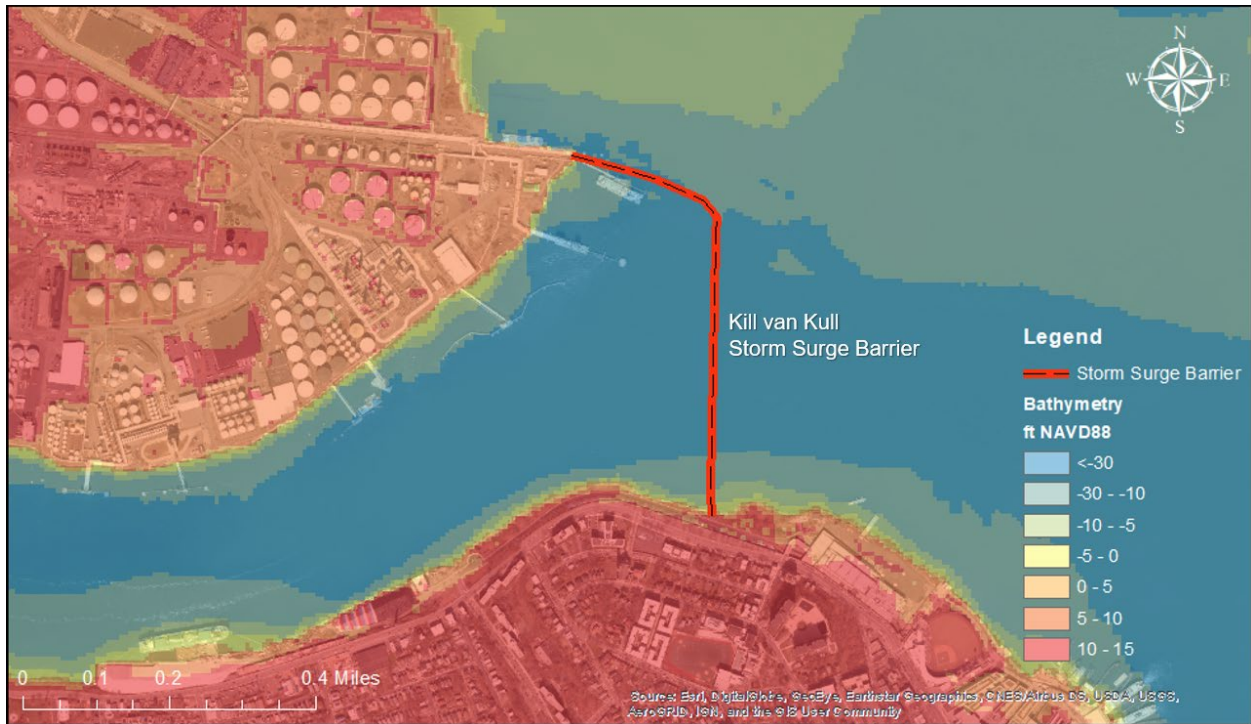 N
W E
S
Kill van Kull
Storm Surge Barrier
Legend
Storm Surge Barrier
Bathymetry
ft NAVD88
<-30
-30 - -10
-10 - -5
-5 - 0
0 - 5
5 - 10
10 - 15
0 0.1 0.2 0.4 Miles
Source: Esri, DigitalGlobe, GeoEye, Earthstar Geographics, CNES/Airbus DS, USDA, USGS,
AeroGRID, IGN, and the GIS User Community